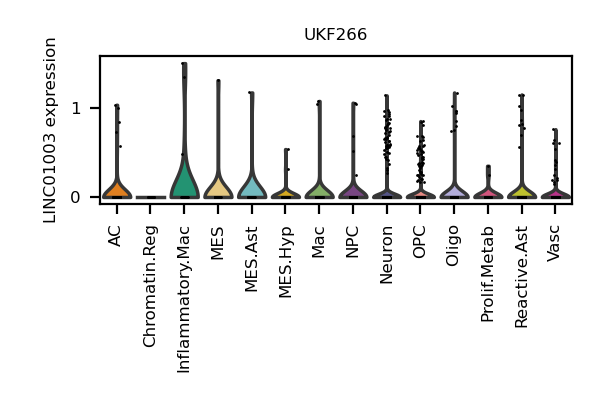 UKF266
LINC01003 expression
1
0
AC
Chromatin.Reg
Inflammatory.Mac
MES
MES.Ast
MES.Hyp
Mac
NPC
Neuron
OPC
Oligo
Prolif.Metab
Reactive.Ast
Vasc